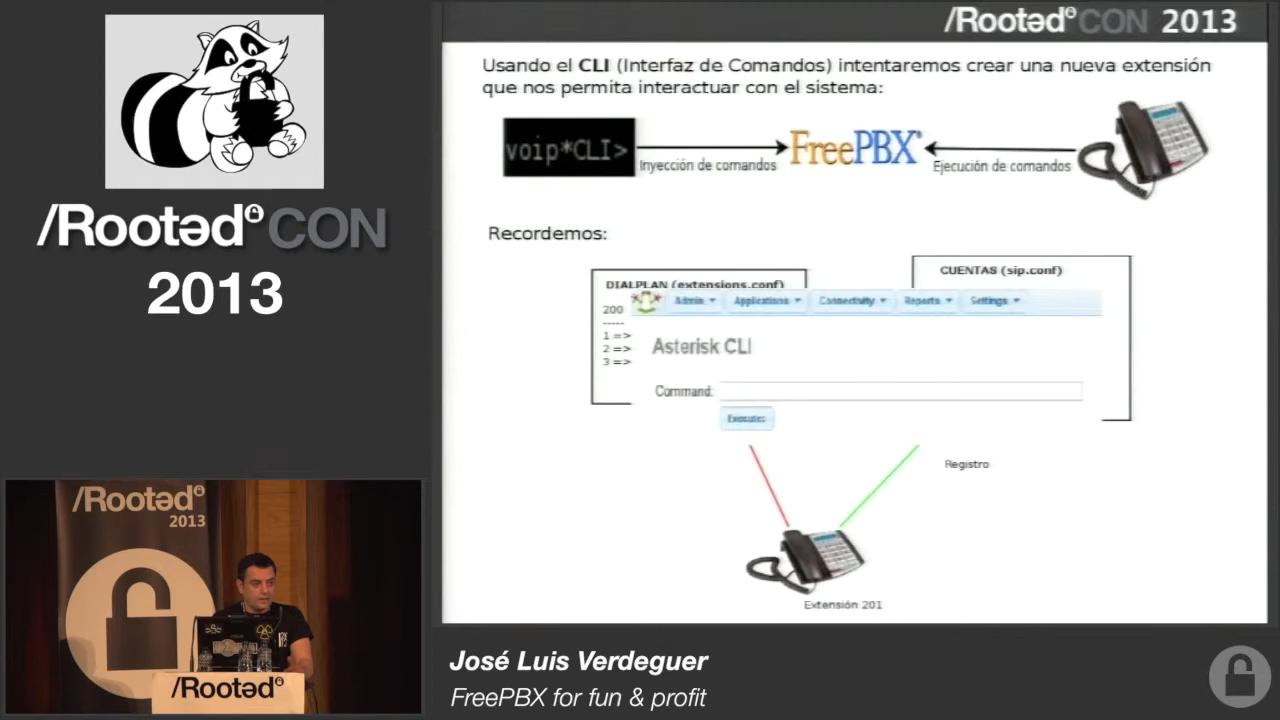 /Rootəd CON
2013
/Rootəd CON 2013
Usando el CLI (Interfaz de Comandos) intentaremos crear una nueva extensión
que nos permita interactuar con el sistema:
voip*CLI>
Inyección de comandos
FreePBX®
Ejecución de comandos
Recordemos:
DIALPLAN (extensions.conf)
CUENTAS (sip.conf)
Admin Applications Connectivity Reports Settings
200
-----
1 =>
2 =>
3 =>
Asterisk CLI
Command:
Execute:
Registro
Extensión 201
/Rootəd
2013
/Rootəd
José Luis Verdeguer
FreePBX for fun & profit